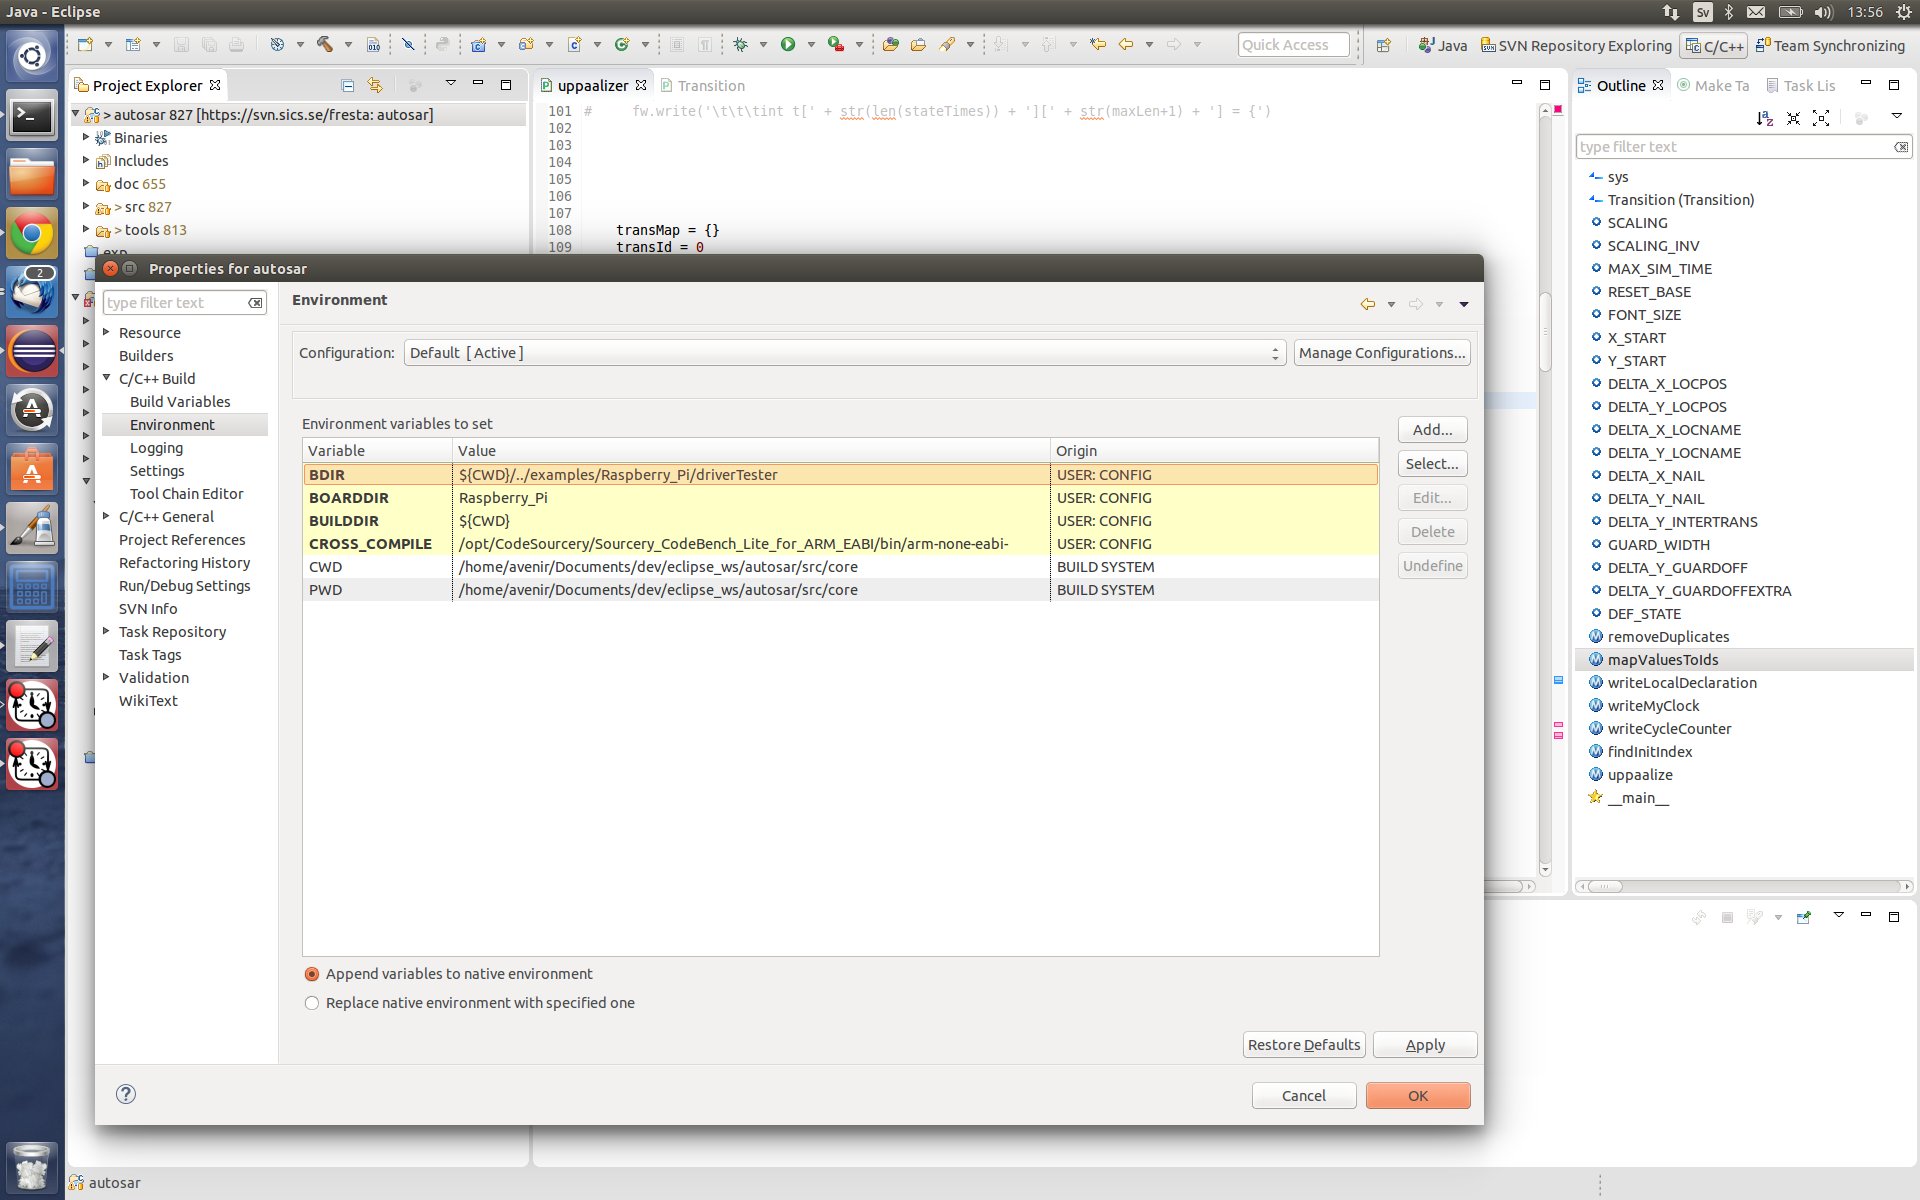 Java - Eclipse
Sv
13:56
Quick Access
Java
SVN Repository Exploring
C/C++
Team Synchronizing
Project Explorer
> autosar 827 [https://svn.sics.se/fresta: autosar]
Binaries
Includes
doc 655
> src 827
> tools 813
exp
2
uppaalizer
Transition
101 #     fw.write('\t\t\t\tint t[' + str(len(stateTimes)) + '][' + str(maxLen+1) + '] = {')
102
103
104
105
106
107
108 transMap = {}
109 transId = 0
Outline
Make Ta
Task Lis
type filter text
sys
Transition (Transition)
SCALING
SCALING_INV
MAX_SIM_TIME
RESET_BASE
FONT_SIZE
X_START
Y_START
DELTA_X_LOCPOS
DELTA_Y_LOCPOS
DELTA_X_LOCNAME
DELTA_Y_LOCNAME
DELTA_X_NAIL
DELTA_Y_NAIL
DELTA_Y_INTERTRANS
GUARD_WIDTH
DELTA_Y_GUARDOFF
DELTA_Y_GUARDOFFEXTRA
DEF_STATE
removeDuplicates
mapValuesToIds
writeLocalDeclaration
writeMyClock
writeCycleCounter
findInitIndex
uppaalize
__main__
Properties for autosar
type filter text
Resource
Builders
C/C++ Build
Build Variables
Environment
Logging
Settings
Tool Chain Editor
C/C++ General
Project References
Refactoring History
Run/Debug Settings
SVN Info
Task Repository
Task Tags
Validation
WikiText
Environment
Configuration: Default [ Active ] Manage Configurations...
Environment variables to set
Variable Value Origin
BDIR ${CWD}/../examples/Raspberry_Pi/driverTester USER: CONFIG
BOARDDIR Raspberry_Pi USER: CONFIG
BUILDDIR ${CWD} USER: CONFIG
CROSS_COMPILE /opt/CodeSourcery/Sourcery_CodeBench_Lite_for_ARM_EABI/bin/arm-none-eabi- USER: CONFIG
CWD /home/avenir/Documents/dev/eclipse_ws/autosar/src/core BUILD SYSTEM
PWD /home/avenir/Documents/dev/eclipse_ws/autosar/src/core BUILD SYSTEM
Add...
Select...
Edit...
Delete
Undefine
Append variables to native environment
Replace native environment with specified one
Restore Defaults
Apply
Cancel
OK
autosar